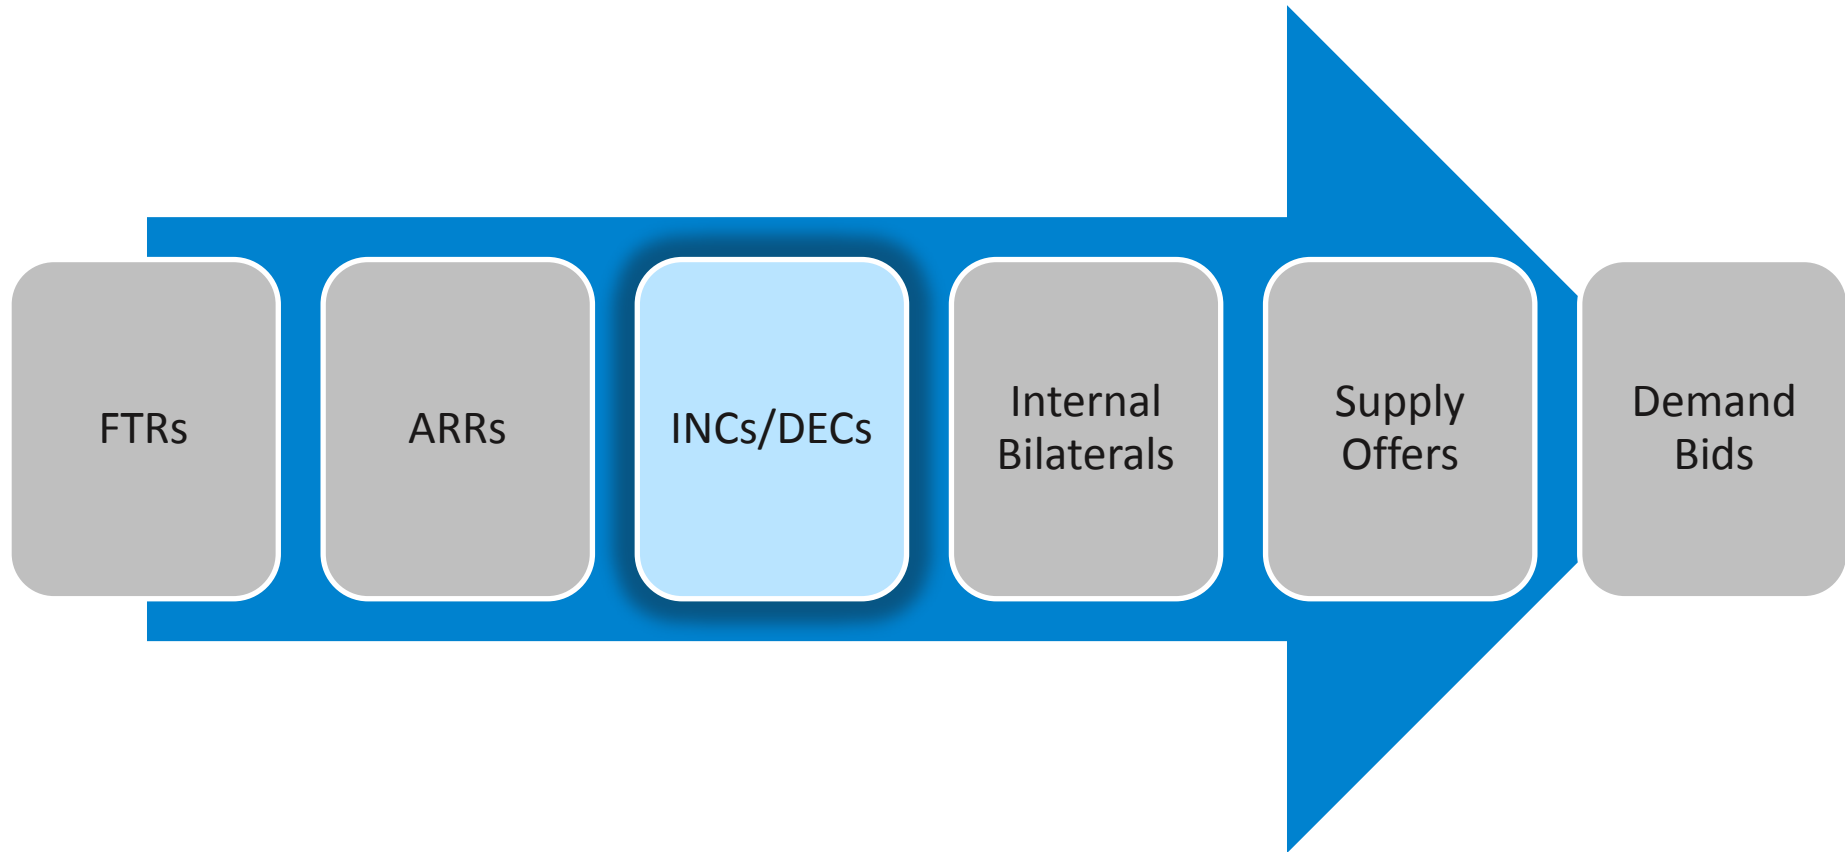 FTRs
ARRs
INCs/DECs
Internal
Bilaterals
Supply
Offers
Demand
Bids